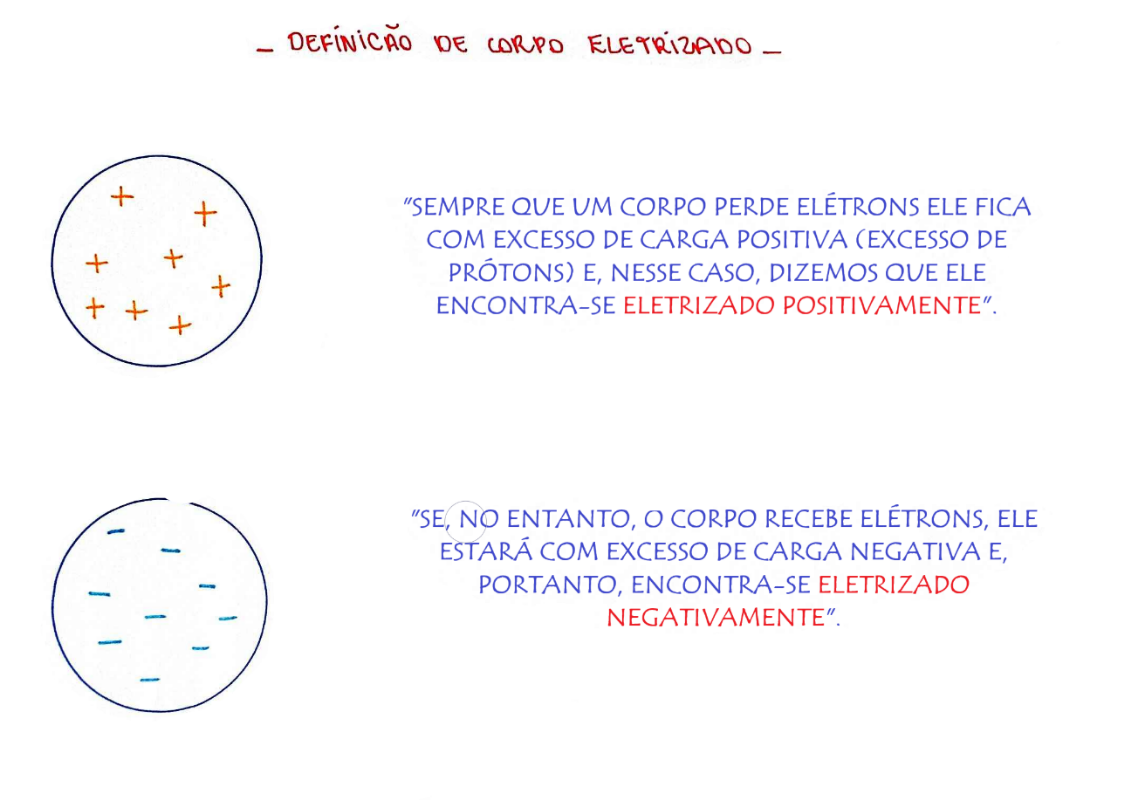 _ DEFÍNICÃO DE CORPO ELETRÍZADO _
"SEMPRE QUE UM CORPO PERDE ELÉTRONS ELE FICA
COM EXCESSO DE CARGA POSITIVA (EXCESSO DE
PRÓTONS) E, NESSE CASO, DIZEMOS QUE ELE
ENCONTRA-SE ELETRIZADO POSITIVAMENTE".
"SE, NO ENTANTO, O CORPO RECEBE ELÉTRONS, ELE
ESTARÁ COM EXCESSO DE CARGA NEGATIVA E,
PORTANTO, ENCONTRA-SE ELETRIZADO
NEGATIVAMENTE".